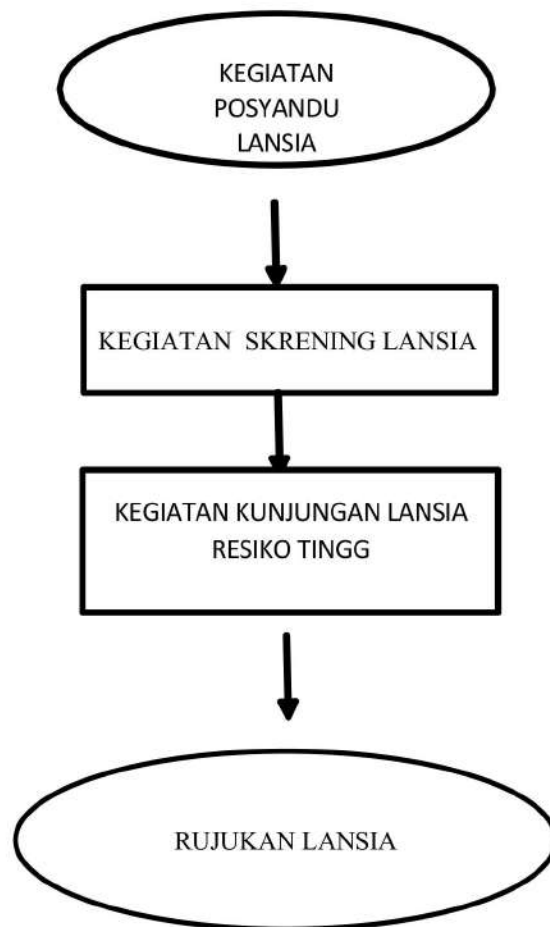 KEGIATAN
POSYANDU
LANSIA
KEGIATAN SKRENING LANSIA
KEGIATAN KUNJUNGAN LANSIA
RESIKO TINGG
RUJUKAN LANSIA